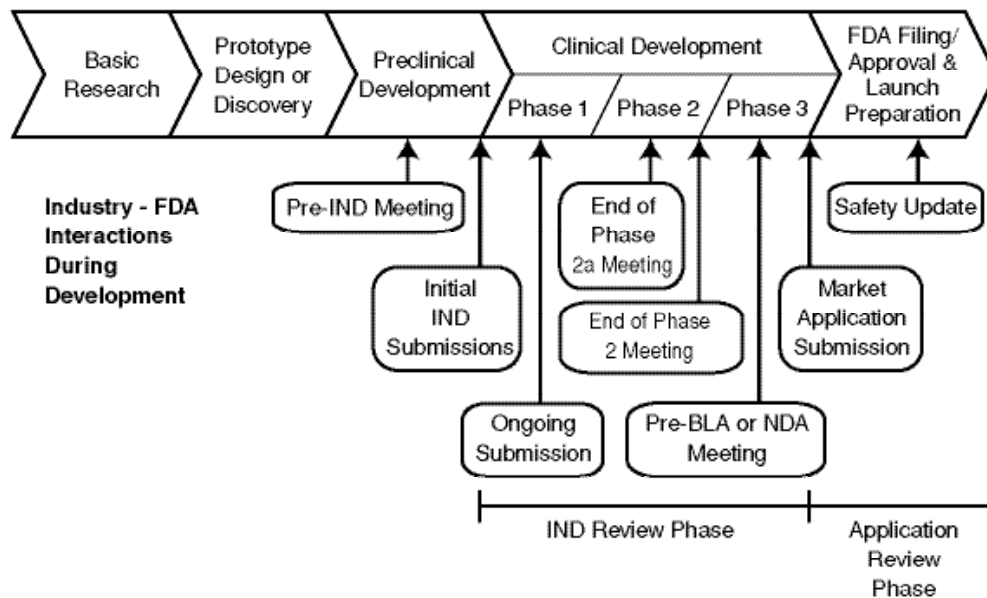 Basic
Research
Prototype
Design or
Discovery
Preclinical
Development
Clinical Development
Phase 1
Phase 2
Phase 3
FDA Filing/
Approval &
Launch
Preparation
Industry - FDA
Interactions
During
Development
Pre-IND Meeting
Initial
IND
Submissions
Ongoing
Submission
End of
Phase
2a Meeting
End of Phase
2 Meeting
Pre-BLA or NDA
Meeting
Market
Application
Submission
Safety Update
IND Review Phase
Application
Review
Phase